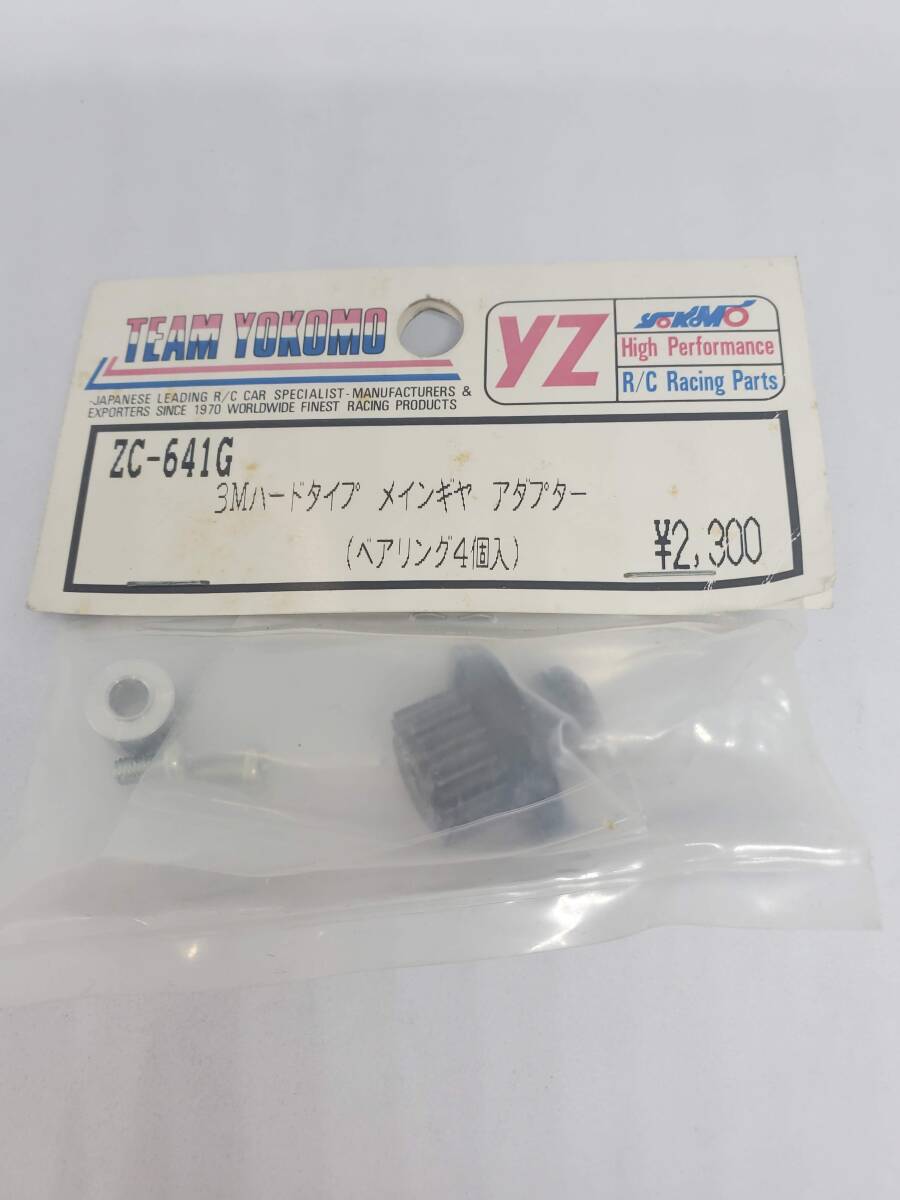 TEAM YOKOMO
-JAPANESE LEADING R/C CAR SPECIALIST-MANUFACTURERS &
EXPORTERS SINCE 1970 WORLDWIDE FINEST RACING PRODUCTS
YZ
YOKOMO
High Performance
R/C Racing Parts
ZC-641G
3Mハードタイプ メインギヤ アダプター
(ベアリング4個入)
¥2,300